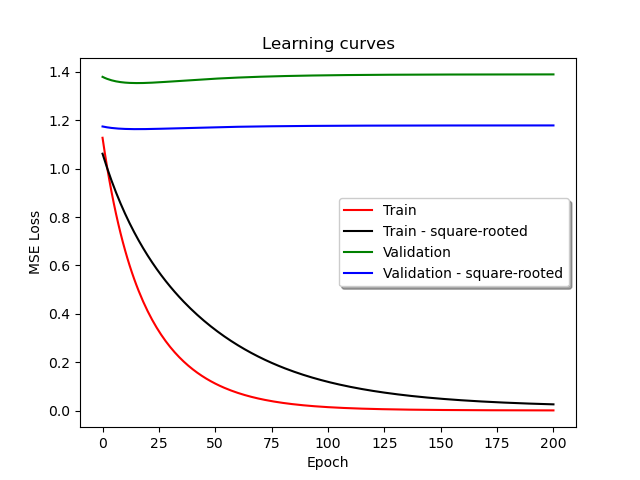 Learning curves
MSE Loss
1.4
1.2
1.0
0.8
0.6
0.4
0.2
0.0
Train
Train - square-rooted
Validation
Validation - square-rooted
0 25 50 75 100 125 150 175 200
Epoch